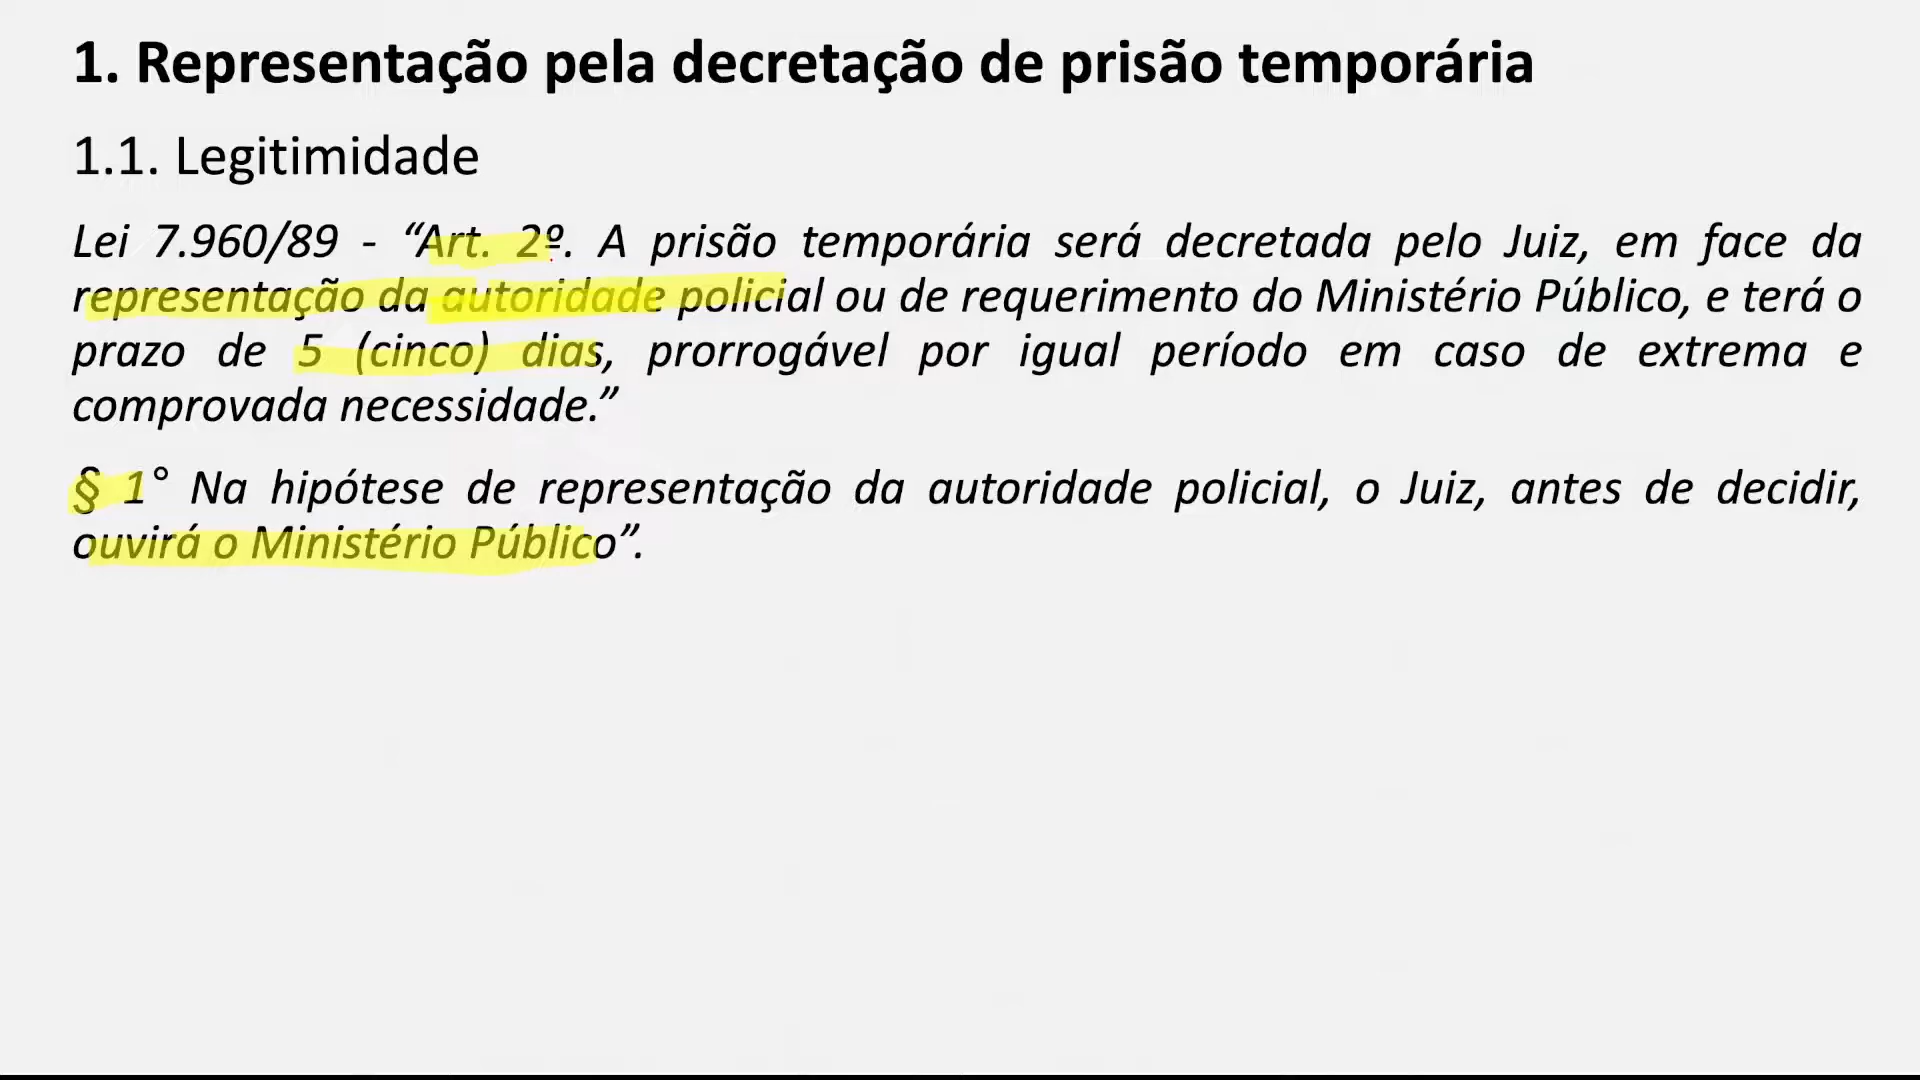 1. Representação pela decretação de prisão temporária
1.1. Legitimidade
Lei 7.960/89 - “Art. 2º. A prisão temporária será decretada pelo Juiz, em face da
representação da autoridade policial ou de requerimento do Ministério Público, e terá o
prazo de 5 (cinco) dias, prorrogável por igual período em caso de extrema e
comprovada necessidade.”
§ 1° Na hipótese de representação da autoridade policial, o Juiz, antes de decidir,
ouvirá o Ministério Público”.